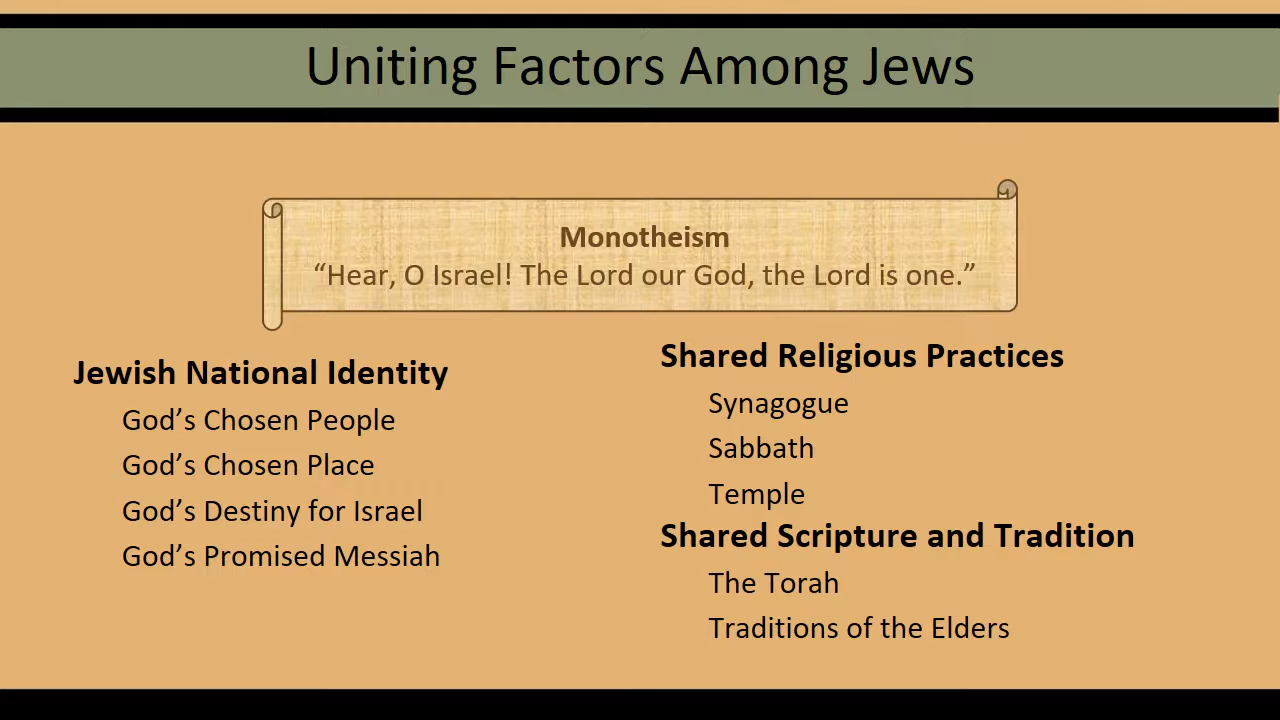 Uniting Factors Among Jews
Monotheism
“Hear, O Israel! The Lord our God, the Lord is one.”
Jewish National Identity
God’s Chosen People
God’s Chosen Place
God’s Destiny for Israel
God’s Promised Messiah
Shared Religious Practices
Synagogue
Sabbath
Temple
Shared Scripture and Tradition
The Torah
Traditions of the Elders